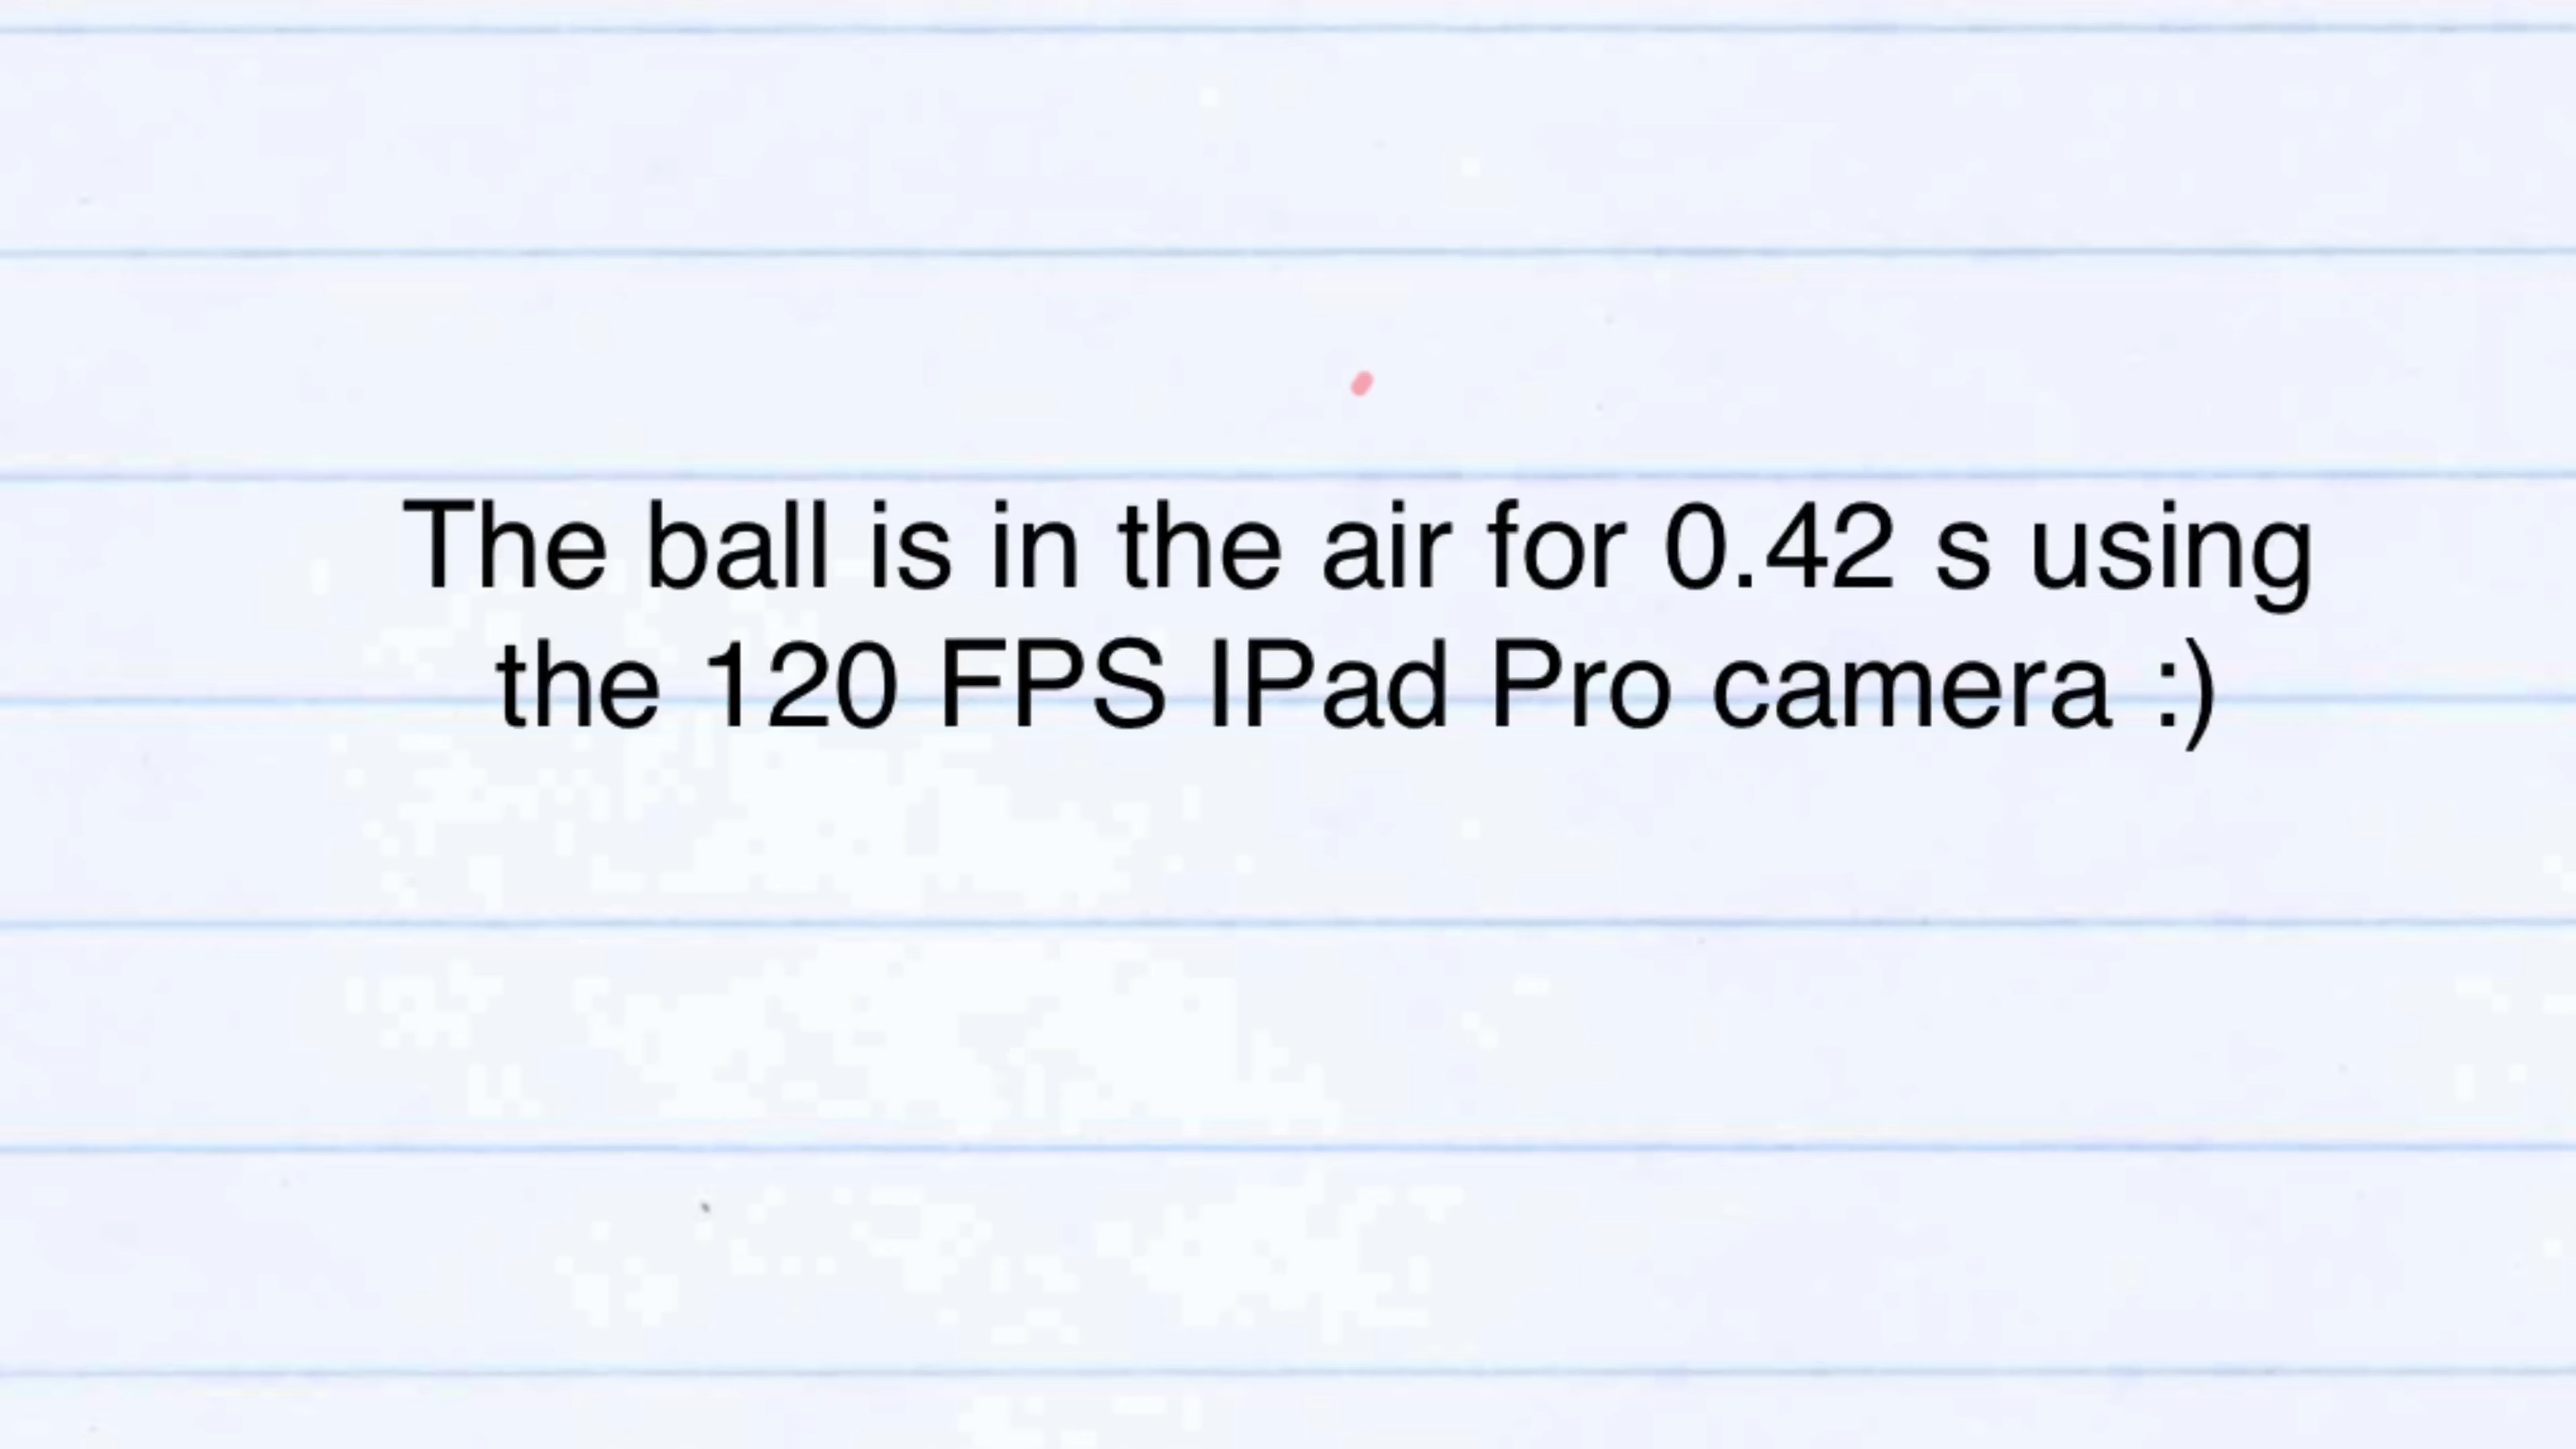 The ball is in the air for 0.42 s using
the 120 FPS IPad Pro camera :)